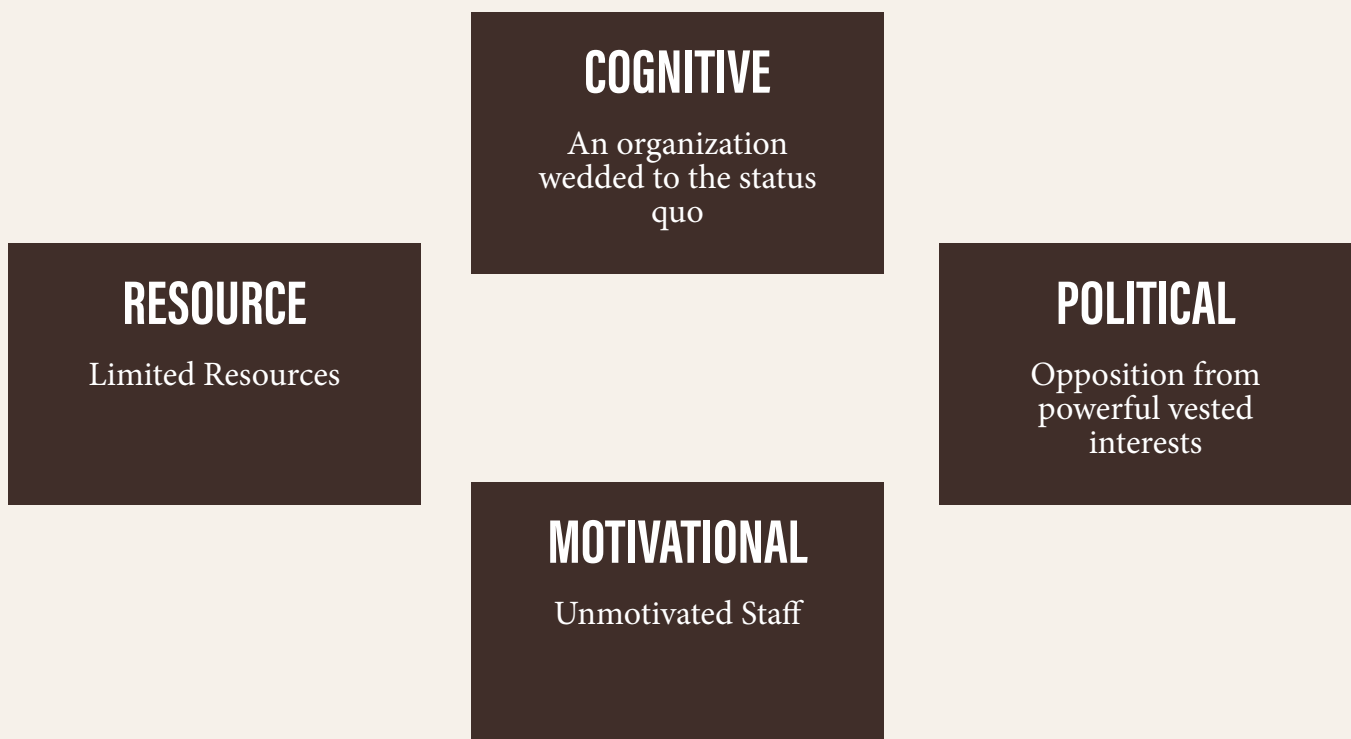 COGNITIVE
An organization
wedded to the status
quo
RESOURCE
Limited Resources
POLITICAL
Opposition from
powerful vested
interests
MOTIVATIONAL
Unmotivated Staff